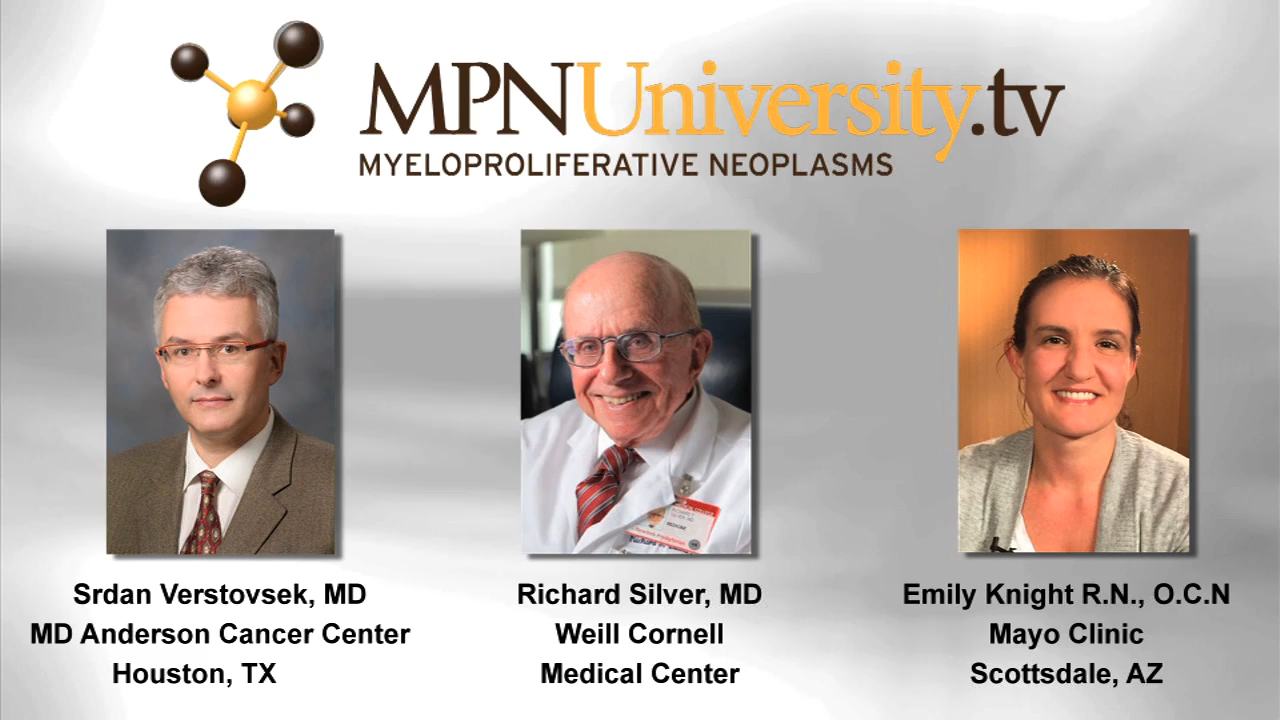 MPNUniversity.tv
MYELOPROLIFERATIVE NEOPLASMS
Srdan Verstovsek, MD
MD Anderson Cancer Center
Houston, TX
Richard Silver, MD
Weill Cornell
Medical Center
Emily Knight R.N., O.C.N
Mayo Clinic
Scottsdale, AZ